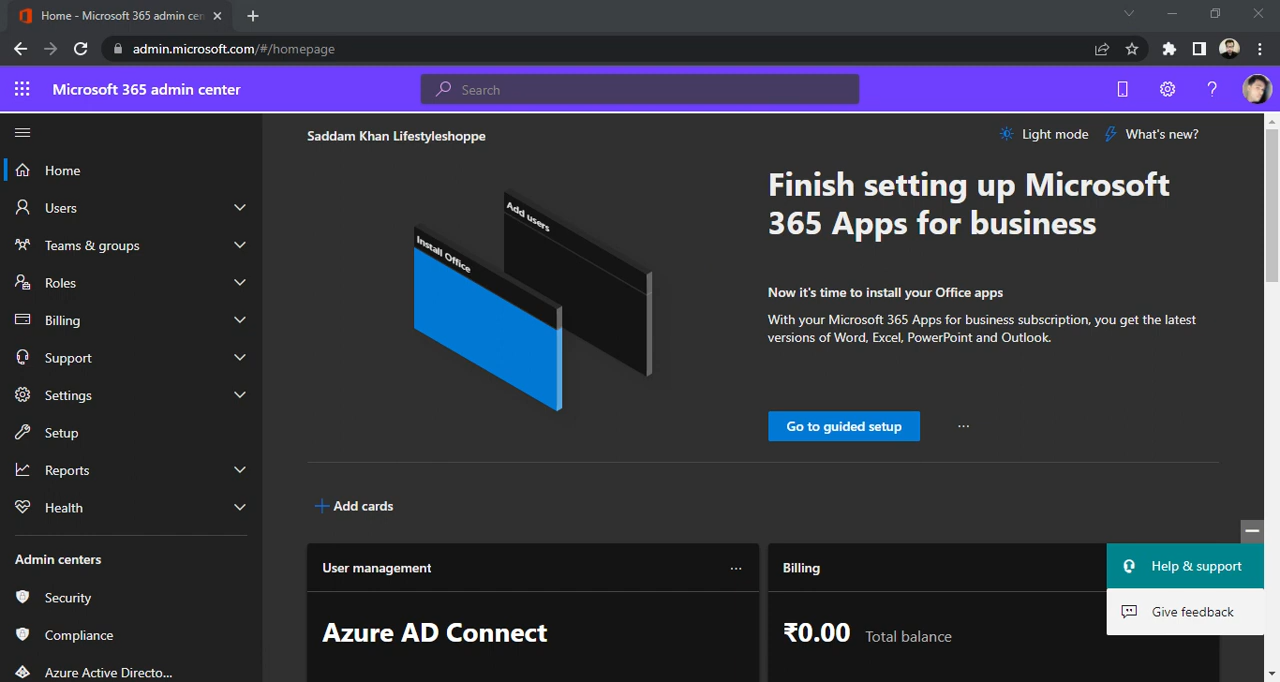 Home - Microsoft 365 admin cen
admin.microsoft.com/#/homepage
Microsoft 365 admin center
Search
Saddam Khan Lifestyleshoppe
Light mode
What's new?
Home
Users
Teams & groups
Roles
Billing
Support
Settings
Setup
Reports
Health
Admin centers
Security
Compliance
Azure Active Directo...
Add users
Install Office
Finish setting up Microsoft
365 Apps for business
Now it's time to install your Office apps
With your Microsoft 365 Apps for business subscription, you get the latest
versions of Word, Excel, PowerPoint and Outlook.
Go to guided setup
Add cards
User management
Azure AD Connect
Billing
₹0.00 Total balance
Help & support
Give feedback